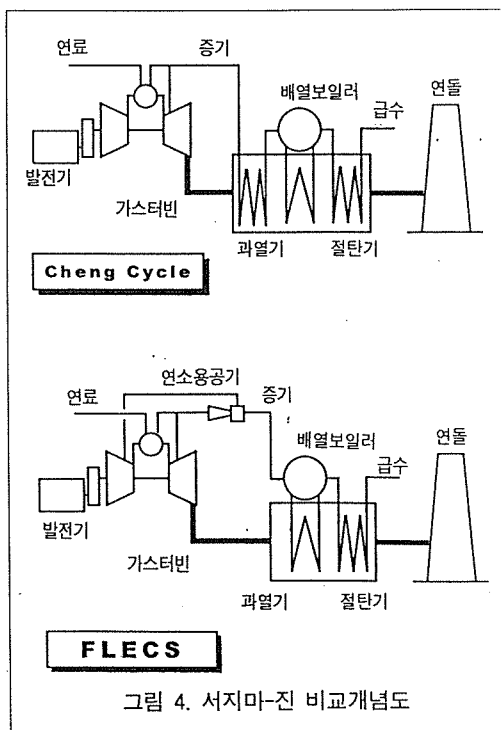 연료
증기
배열보일러
급수
연돌
발전기
가스터빈
과열기
절탄기
Cheng Cycle
연소용공기
연료
증기
배열보일러
급수
연돌
발전기
가스터빈
과열기
절탄기
FLECS
그림 4. 서지마-진 비교개념도